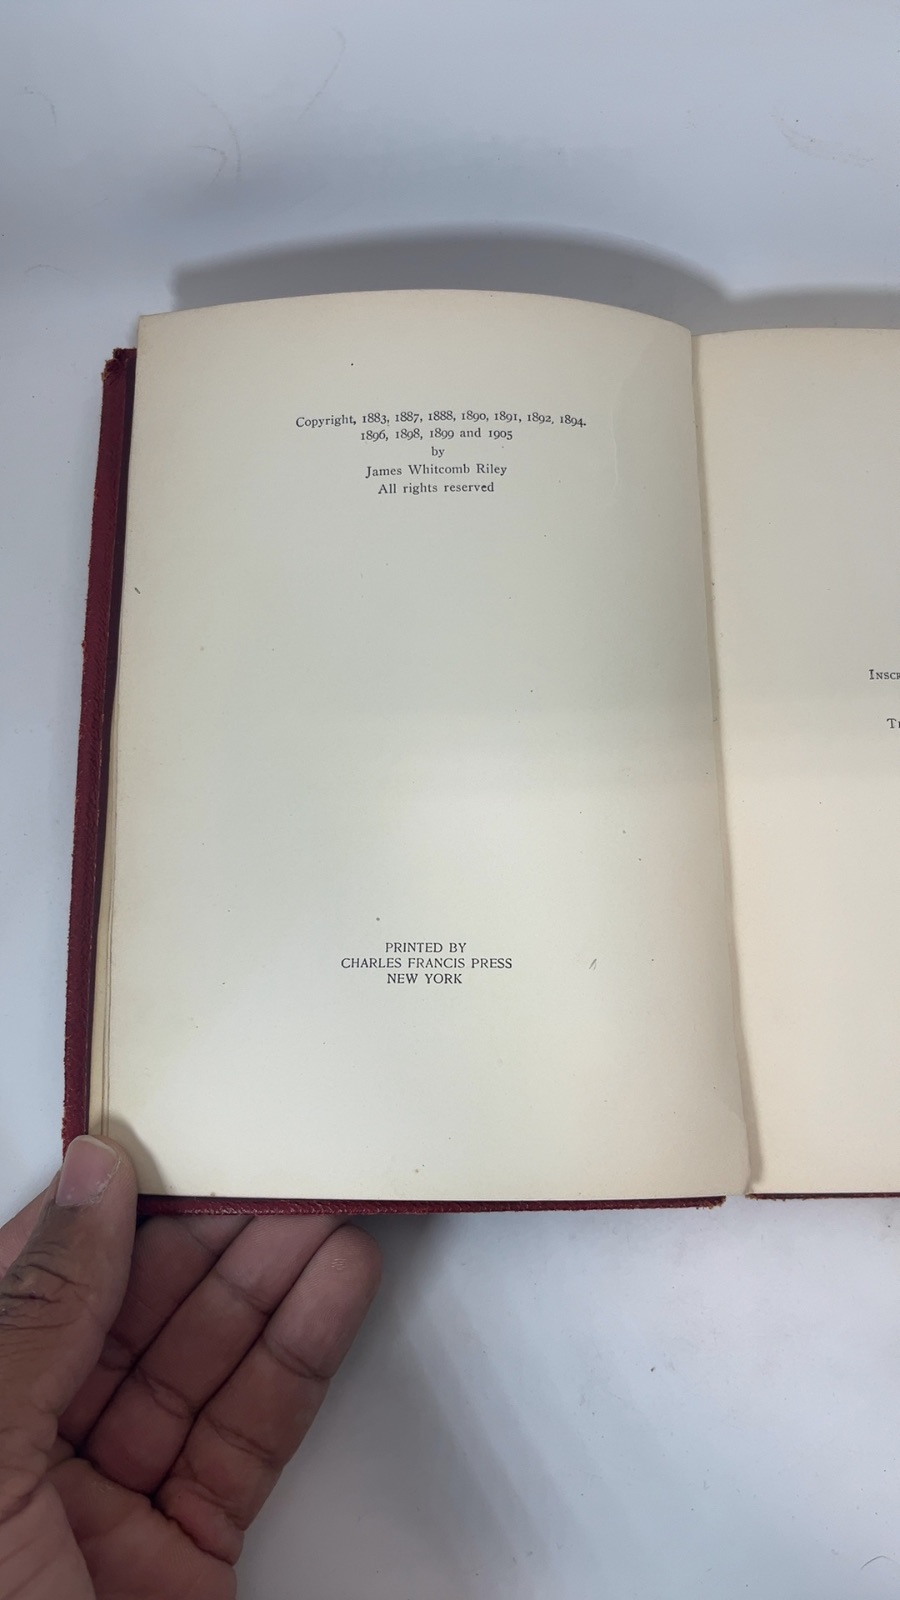 Copyright, 1883, 1887, 1888, 1890, 1891, 1892, 1894.
1896, 1898, 1899 and 1905
by
James Whitcomb Riley
All rights reserved
PRINTED BY
CHARLES FRANCIS PRESS
NEW YORK